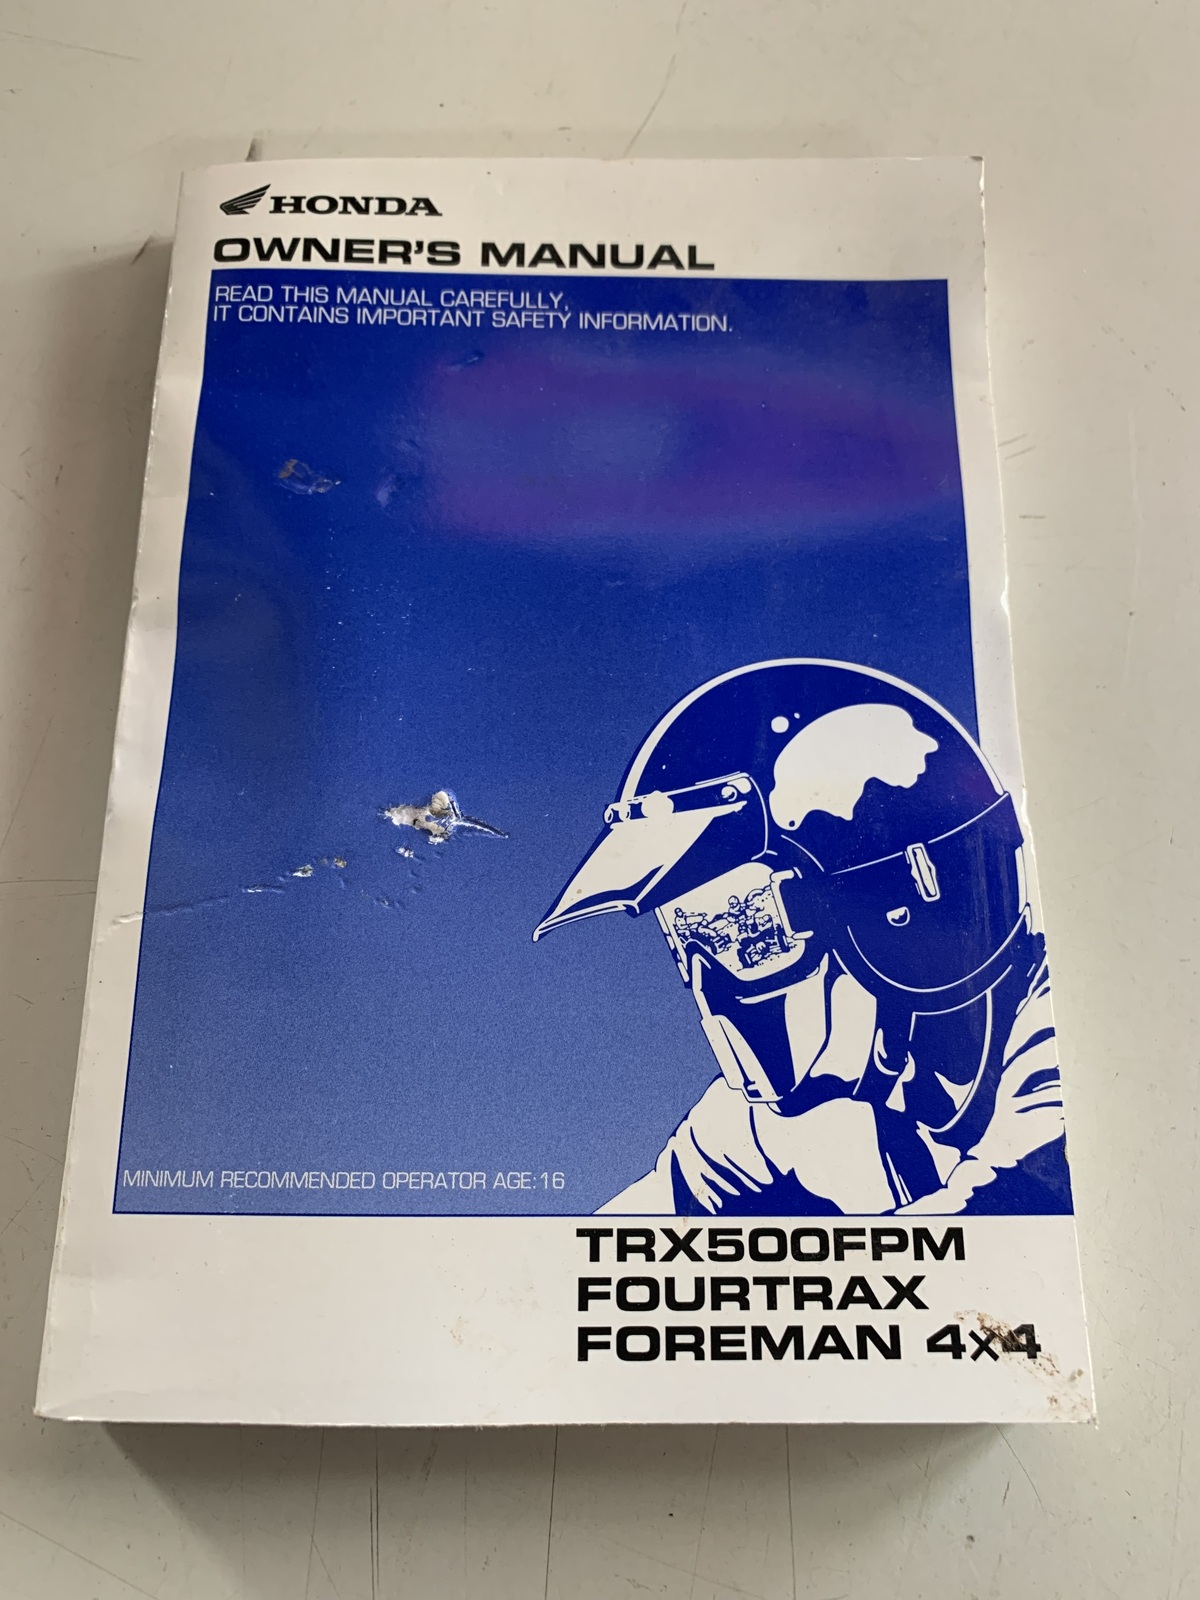 HONDA
OWNER'S MANUAL
READ THIS MANUAL CAREFULLY,
IT CONTAINS IMPORTANT SAFETY INFORMATION.
MINIMUM RECOMMENDED OPERATOR AGE:16
TRX500FPM
FOURTRAX
FOREMAN 4x4